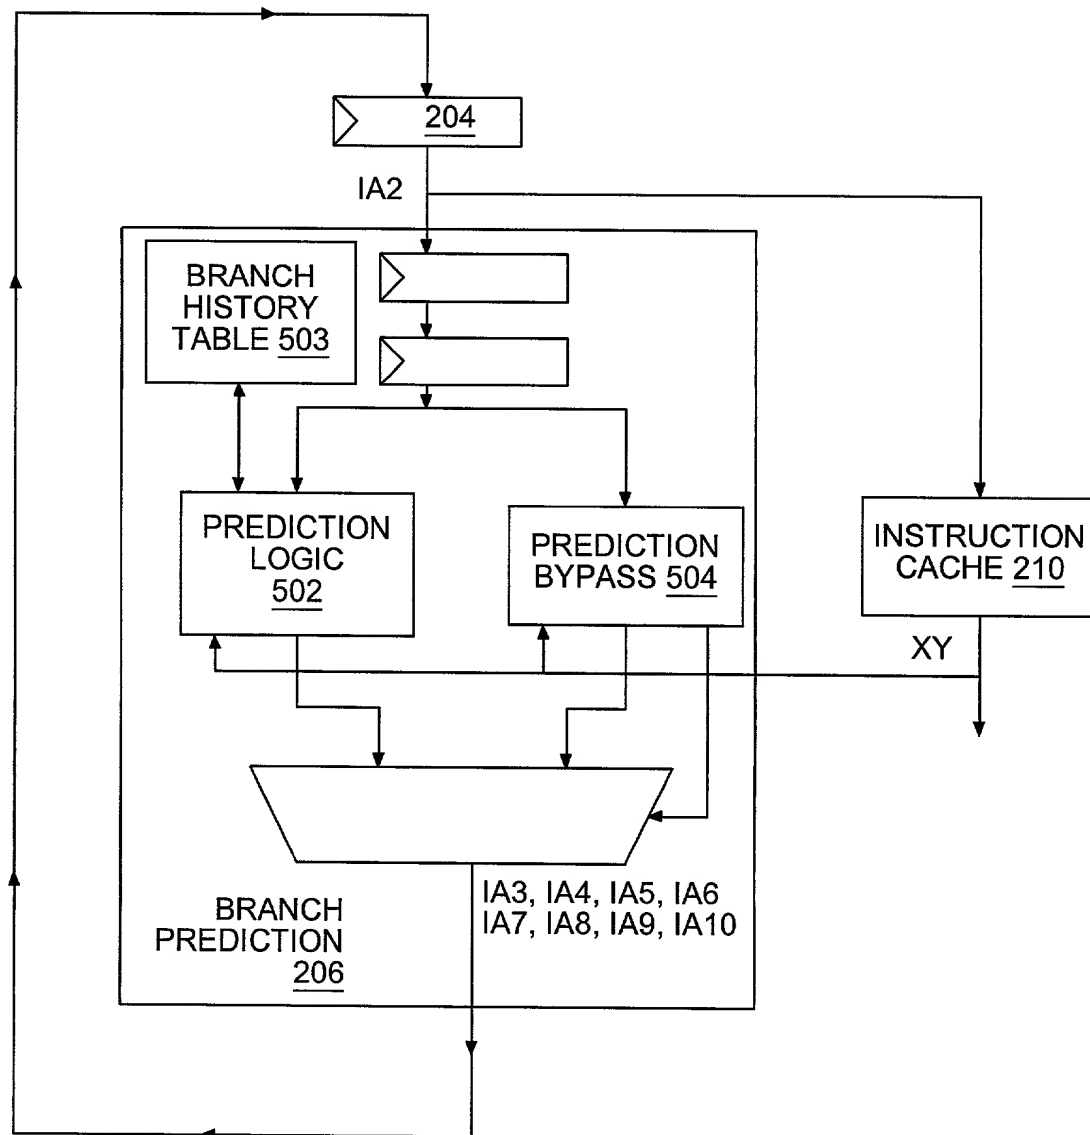 204
IA2
BRANCH
HISTORY
TABLE 503
PREDICTION
LOGIC
502
PREDICTION
BYPASS 504
INSTRUCTION
CACHE 210
XY
IA3, IA4, IA5, IA6
IA7, IA8, IA9, IA10
BRANCH
PREDICTION
206